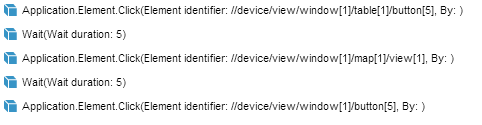 Application.Element.Click(Element identifier: //device/view/window[1]/table[1]/button[5], By: )
Wait(Wait duration: 5)
Application.Element.Click(Element identifier: //device/view/window[1]/map[1]/view[1], By: )
Wait(Wait duration: 5)
Application.Element.Click(Element identifier: //device/view/window[1]/button[5], By: )